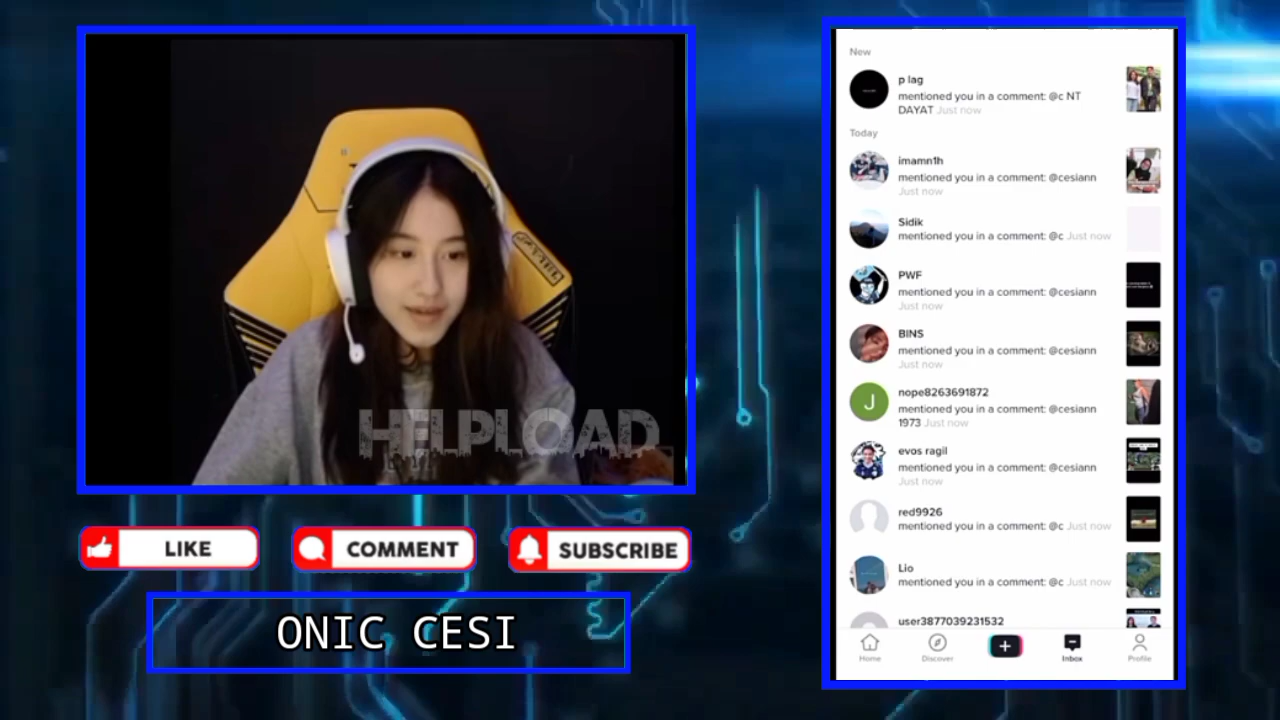 HELPLOAD
LIKE
COMMENT
SUBSCRIBE
ONIC CESI
New
p lag
mentioned you in a comment: @c NT
DAYAT Just now
Today
imamn1h
mentioned you in a comment: @cesiann
Just now
Sidik
mentioned you in a comment: @c Just now
PWF
mentioned you in a comment: @cesiann
Just now
BINS
mentioned you in a comment: @cesiann
Just now
J
nope8263691872
mentioned you in a comment: @cesiann
1973 Just now
evos ragil
mentioned you in a comment: @cesiann
Just now
red9926
mentioned you in a comment: @c Just now
Lio
mentioned you in a comment: @c Just now
user3877039231532
Home
Discover
Inbox
Profile